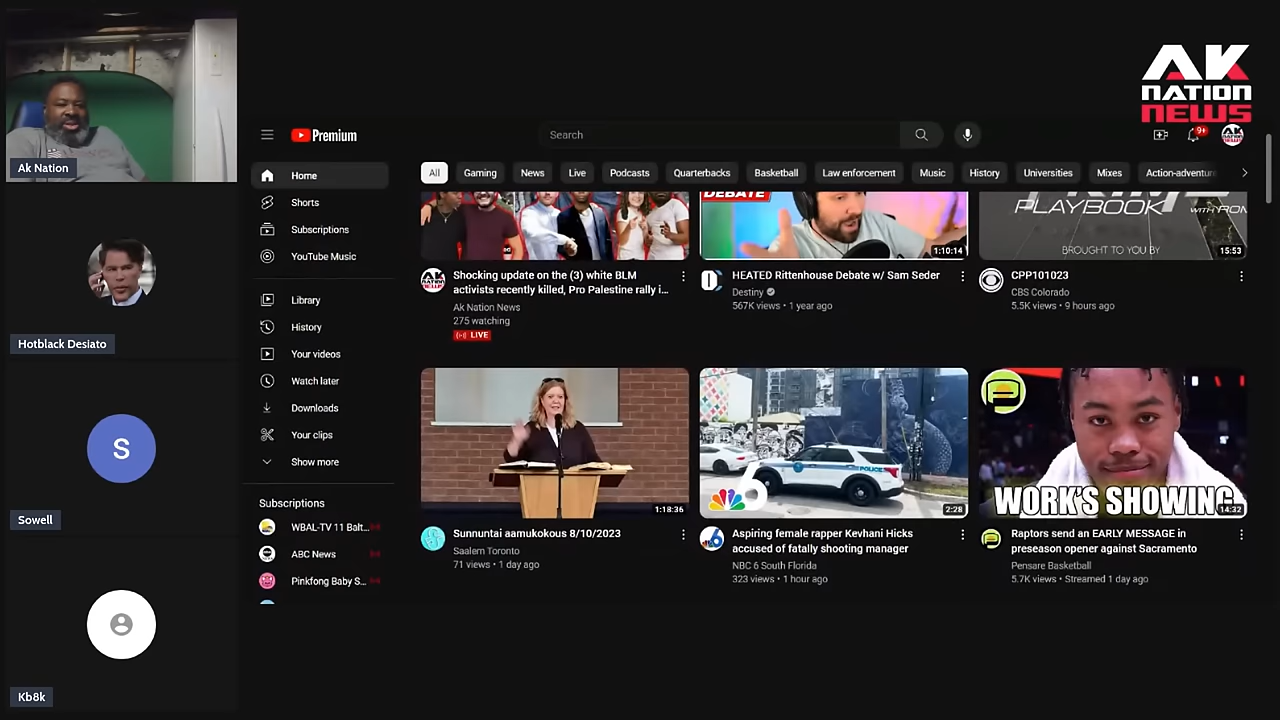 Ak Nation
Hotblack Desiato
S
Sowell
Kb8k
AK
NATION
NEWS
Premium
Search
9+
Home
Shorts
Subscriptions
YouTube Music
Library
History
Your videos
Watch later
Downloads
Your clips
Show more
Subscriptions
WBAL-TV 11 Balt...
ABC News
Pinkfong Baby S...
All
Gaming
News
Live
Podcasts
Quarterbacks
Basketball
Law enforcement
Music
History
Universities
Mixes
Action-adventure
Shocking update on the (3) white BLM
activists recently killed, Pro Palestine rally i...
Ak Nation News
275 watching
LIVE
DEBATE
1:10:14
HEATED Rittenhouse Debate w/ Sam Seder
Destiny
567K views • 1 year ago
PLAYBOOK
BROUGHT TO YOU BY
15:53
CPP101023
CBS Colorado
5.5K views • 9 hours ago
1:18:36
Sunnuntai aamukokous 8/10/2023
Saalem Toronto
71 views • 1 day ago
6
POLICE
2:28
Aspiring female rapper Kevhani Hicks
accused of fatally shooting manager
NBC 6 South Florida
323 views • 1 hour ago
WORK'S SHOWING
14:32
Raptors send an EARLY MESSAGE in
preseason opener against Sacramento
Pensare Basketball
5.7K views • Streamed 1 day ago